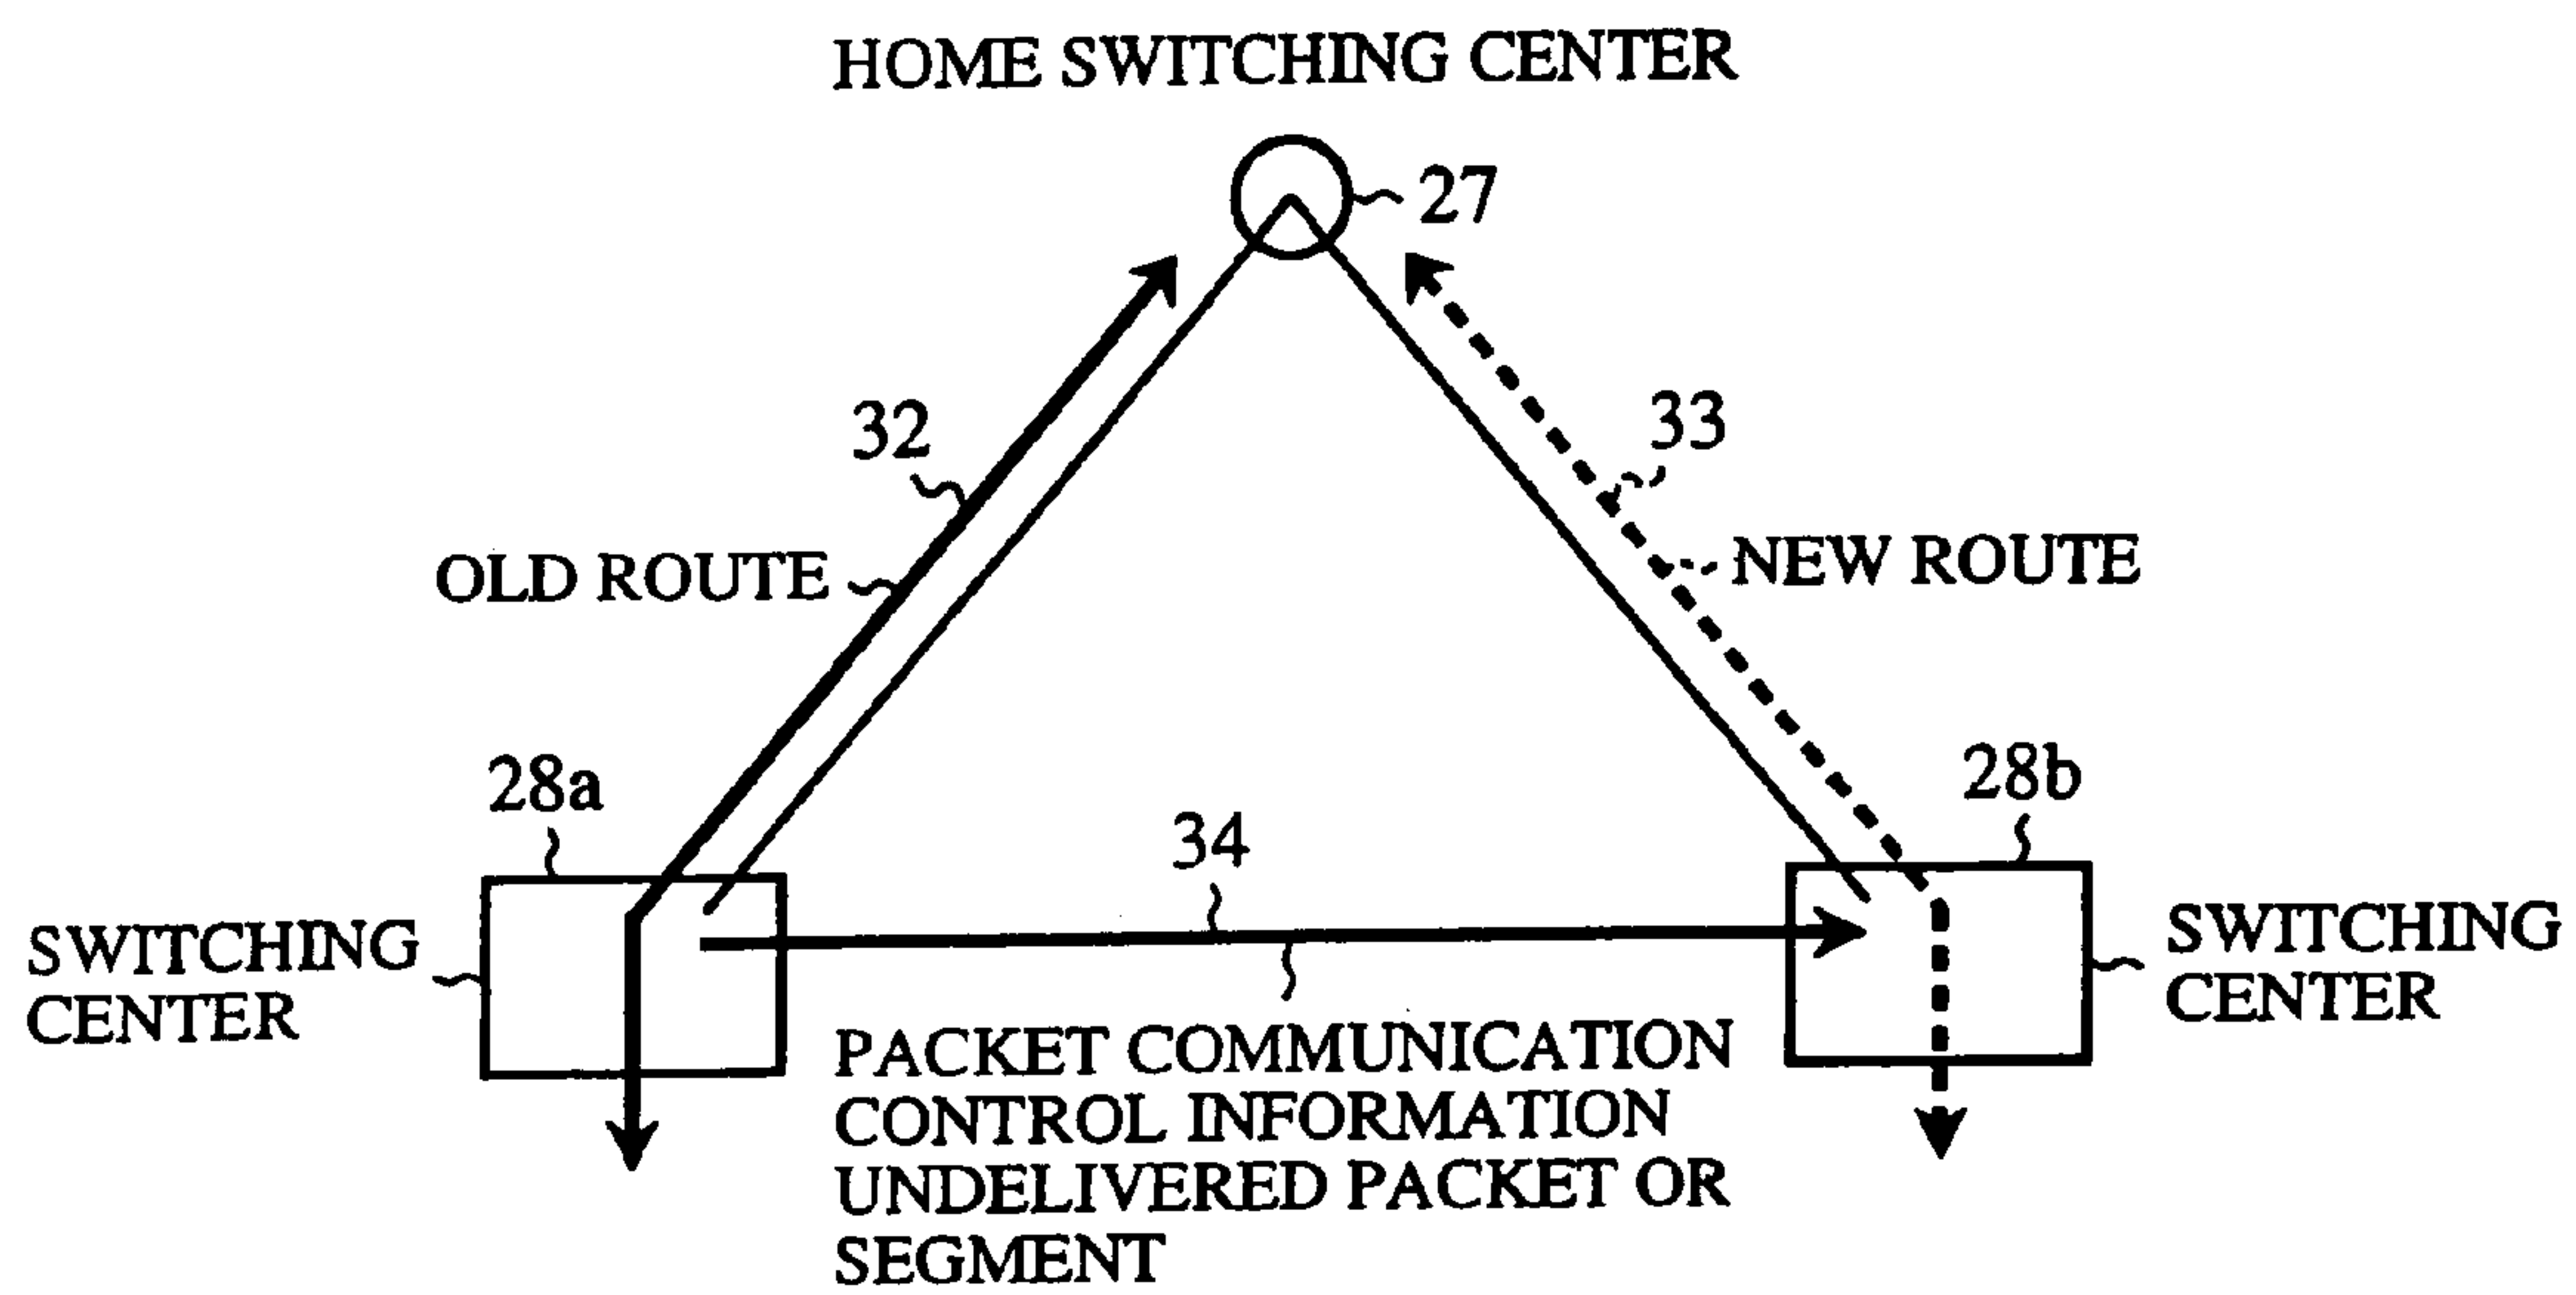 HOME SWITCHING CENTER
27
32
33
OLD ROUTE
NEW ROUTE
28a
28b
34
SWITCHING
CENTER
SWITCHING
CENTER
PACKET COMMUNICATION
CONTROL INFORMATION
UNDELIVERED PACKET OR
SEGMENT